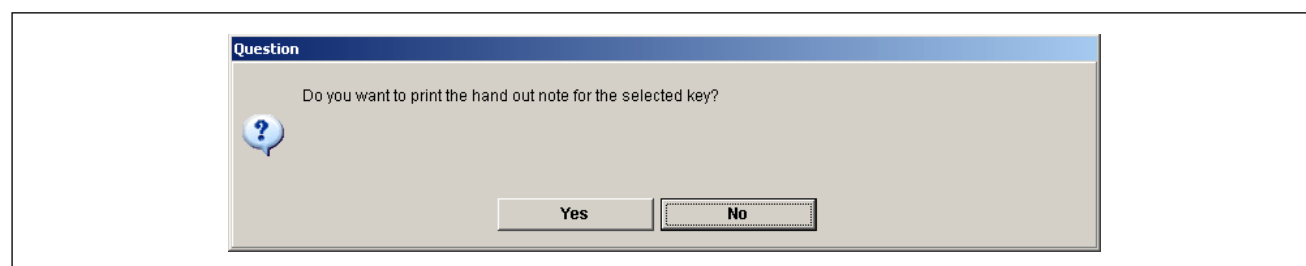 Question
Do you want to print the hand out note for the selected key?
Yes No